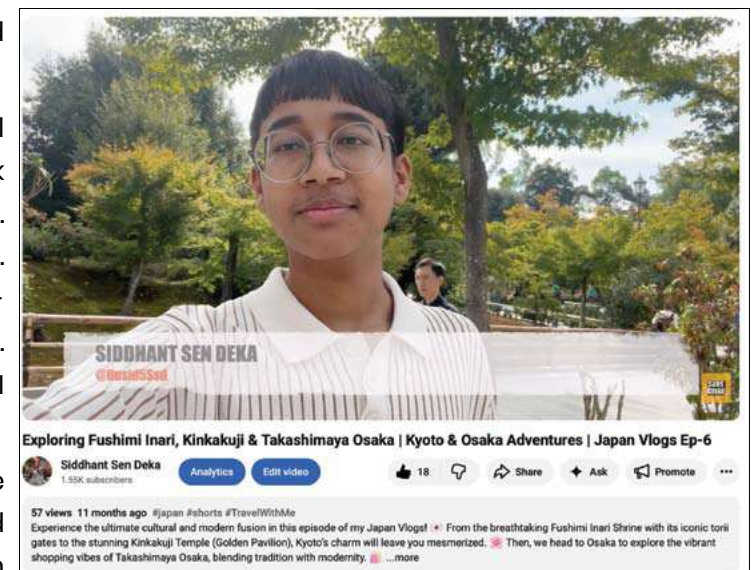 SIDDHANT SEN DEKA
Exploring Fushimi Inari, Kinkakuji & Takashimaya Osaka | Kyoto & Osaka Adventures | Japan Vlogs Ep-6
Siddhant Sen Deka
1.55K subscribers
Analytics
Edit video
18
Share
Ask
Promote
57 views 11 months ago #japan #shorts #TravelWithMe
Experience the ultimate cultural and modern fusion in this episode of my Japan Vlogs! From the breathtaking Fushimi Inari Shrine with its iconic torii
gates to the stunning Kinkakuji Temple (Golden Pavilion), Kyoto's charm will leave you mesmerized. Then, we head to Osaka to explore the vibrant
shopping vibes of Takashimaya Osaka, blending tradition with modernity. ...more